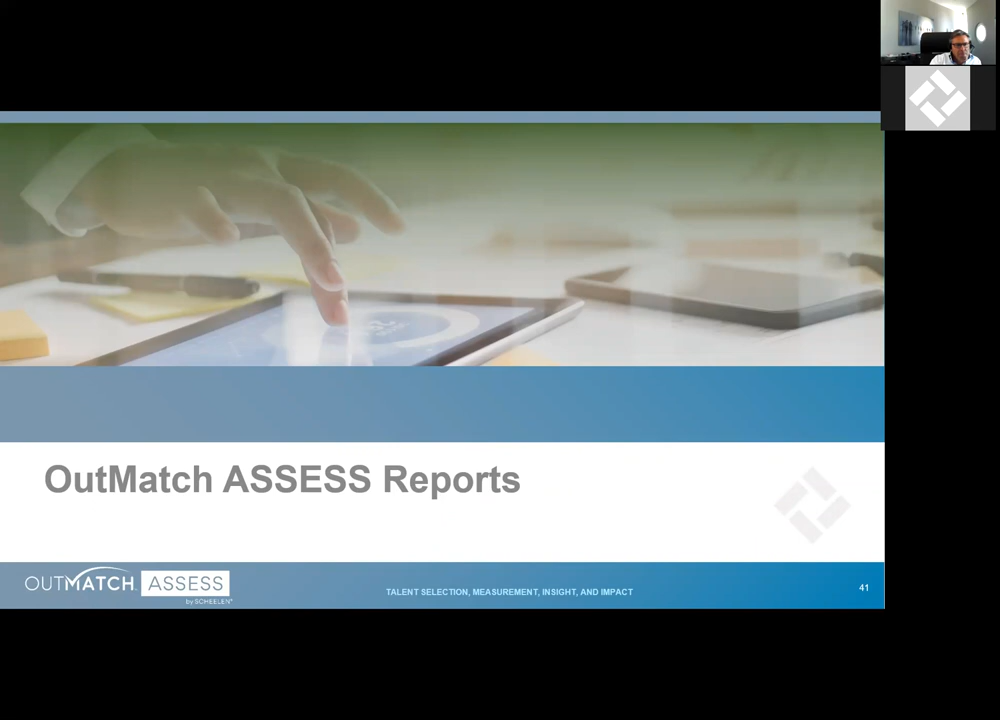 OutMatch ASSESS Reports
OUTMATCH ASSESS
by SCHEELEN®
TALENT SELECTION, MEASUREMENT, INSIGHT, AND IMPACT
41